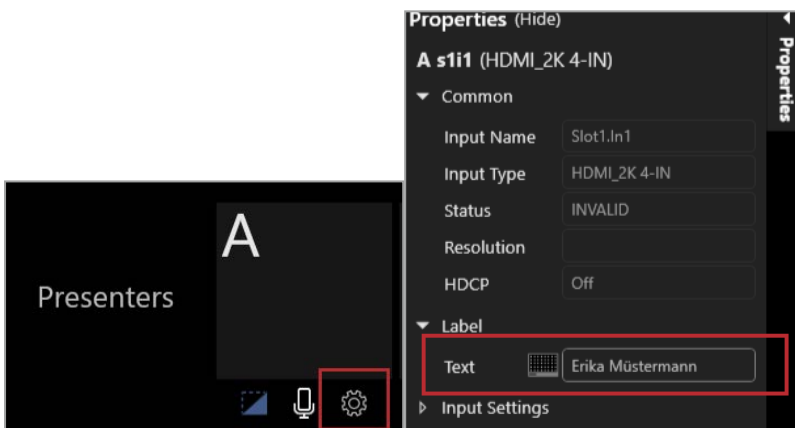 A
Presenters
Properties (Hide)
A s1i1 (HDMI_2K 4-IN)
Common
Input Name Slot1.In1
Input Type HDMI_2K 4-IN
Status INVALID
Resolution
HDCP Off
Label
Text Erika Müstermann
Input Settings
Properties